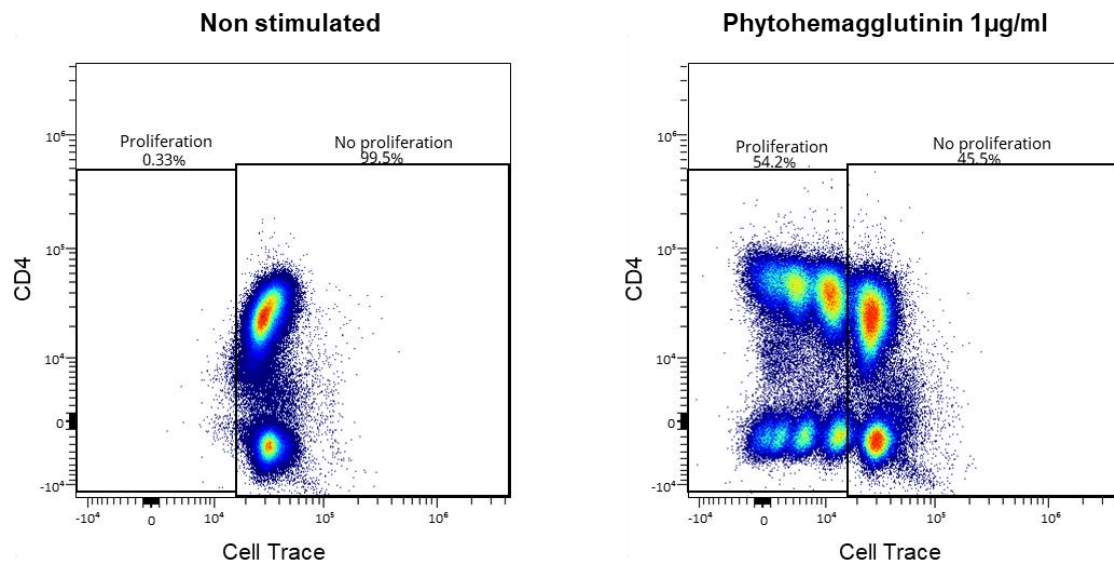 Non stimulated
Proliferation
0.33%
No proliferation
99.5%
10⁶
10⁵
10⁴
0
-10⁴
CD4
-10⁴
0
10⁴
10⁵
10⁶
Cell Trace
Phytohemagglutinin 1µg/ml
Proliferation
54.2%
No proliferation
45.5%
10⁶
10⁵
10⁴
0
-10⁴
CD4
-10⁴
0
10⁴
10⁵
10⁶
Cell Trace